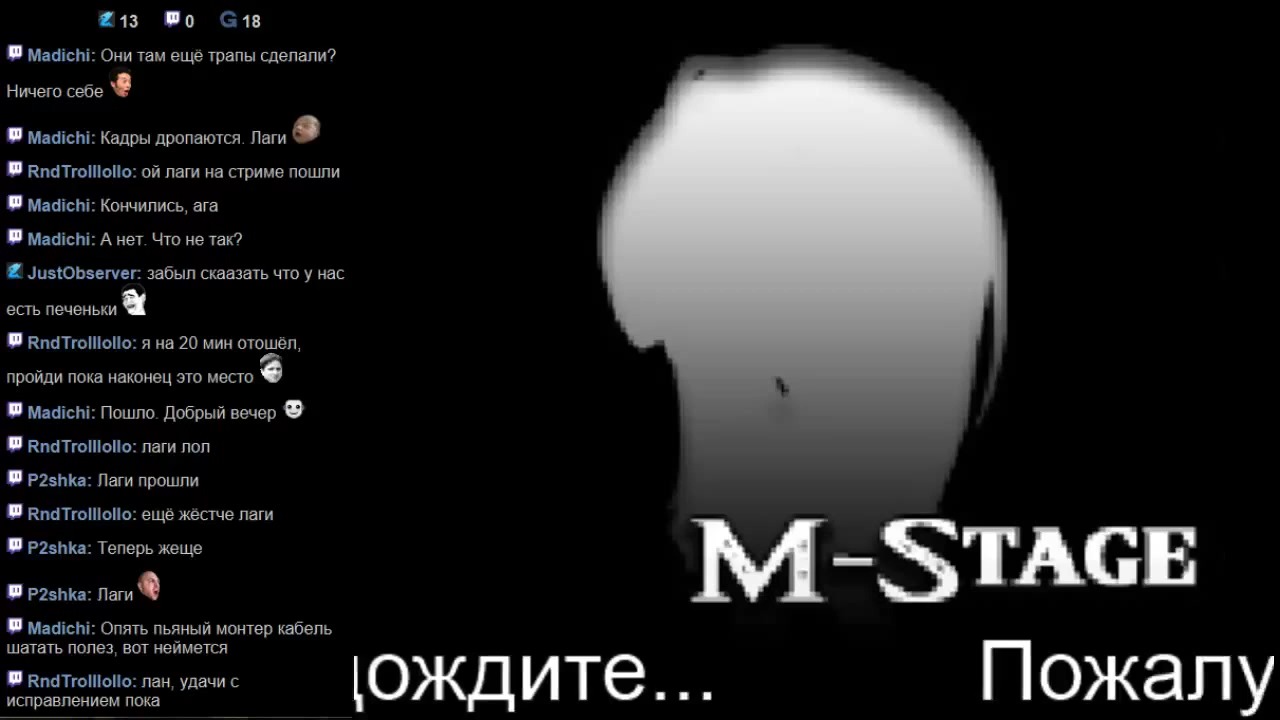 13 0 18
Madichi: Они там ещё трапы сделали?
Ничего себе
Madichi: Кадры дропаются. Лаги
RndTrolllollo: ой лаги на стриме пошли
Madichi: Кончились, ага
Madichi: А нет. Что не так?
JustObserver: забыл скаазать что у нас
есть печеньки
RndTrolllollo: я на 20 мин отошёл,
пройди пока наконец это место
Madichi: Пошло. Добрый вечер
RndTrolllollo: лаги лол
P2shka: Лаги прошли
RndTrolllollo: ещё жёстче лаги
P2shka: Теперь жеще
P2shka: Лаги
Madichi: Опять пьяный монтер кабель
шатать полез, вот неймется
RndTrolllollo: лан, удачи с
исправлением пока
M-STAGE
дождите... Пожалу